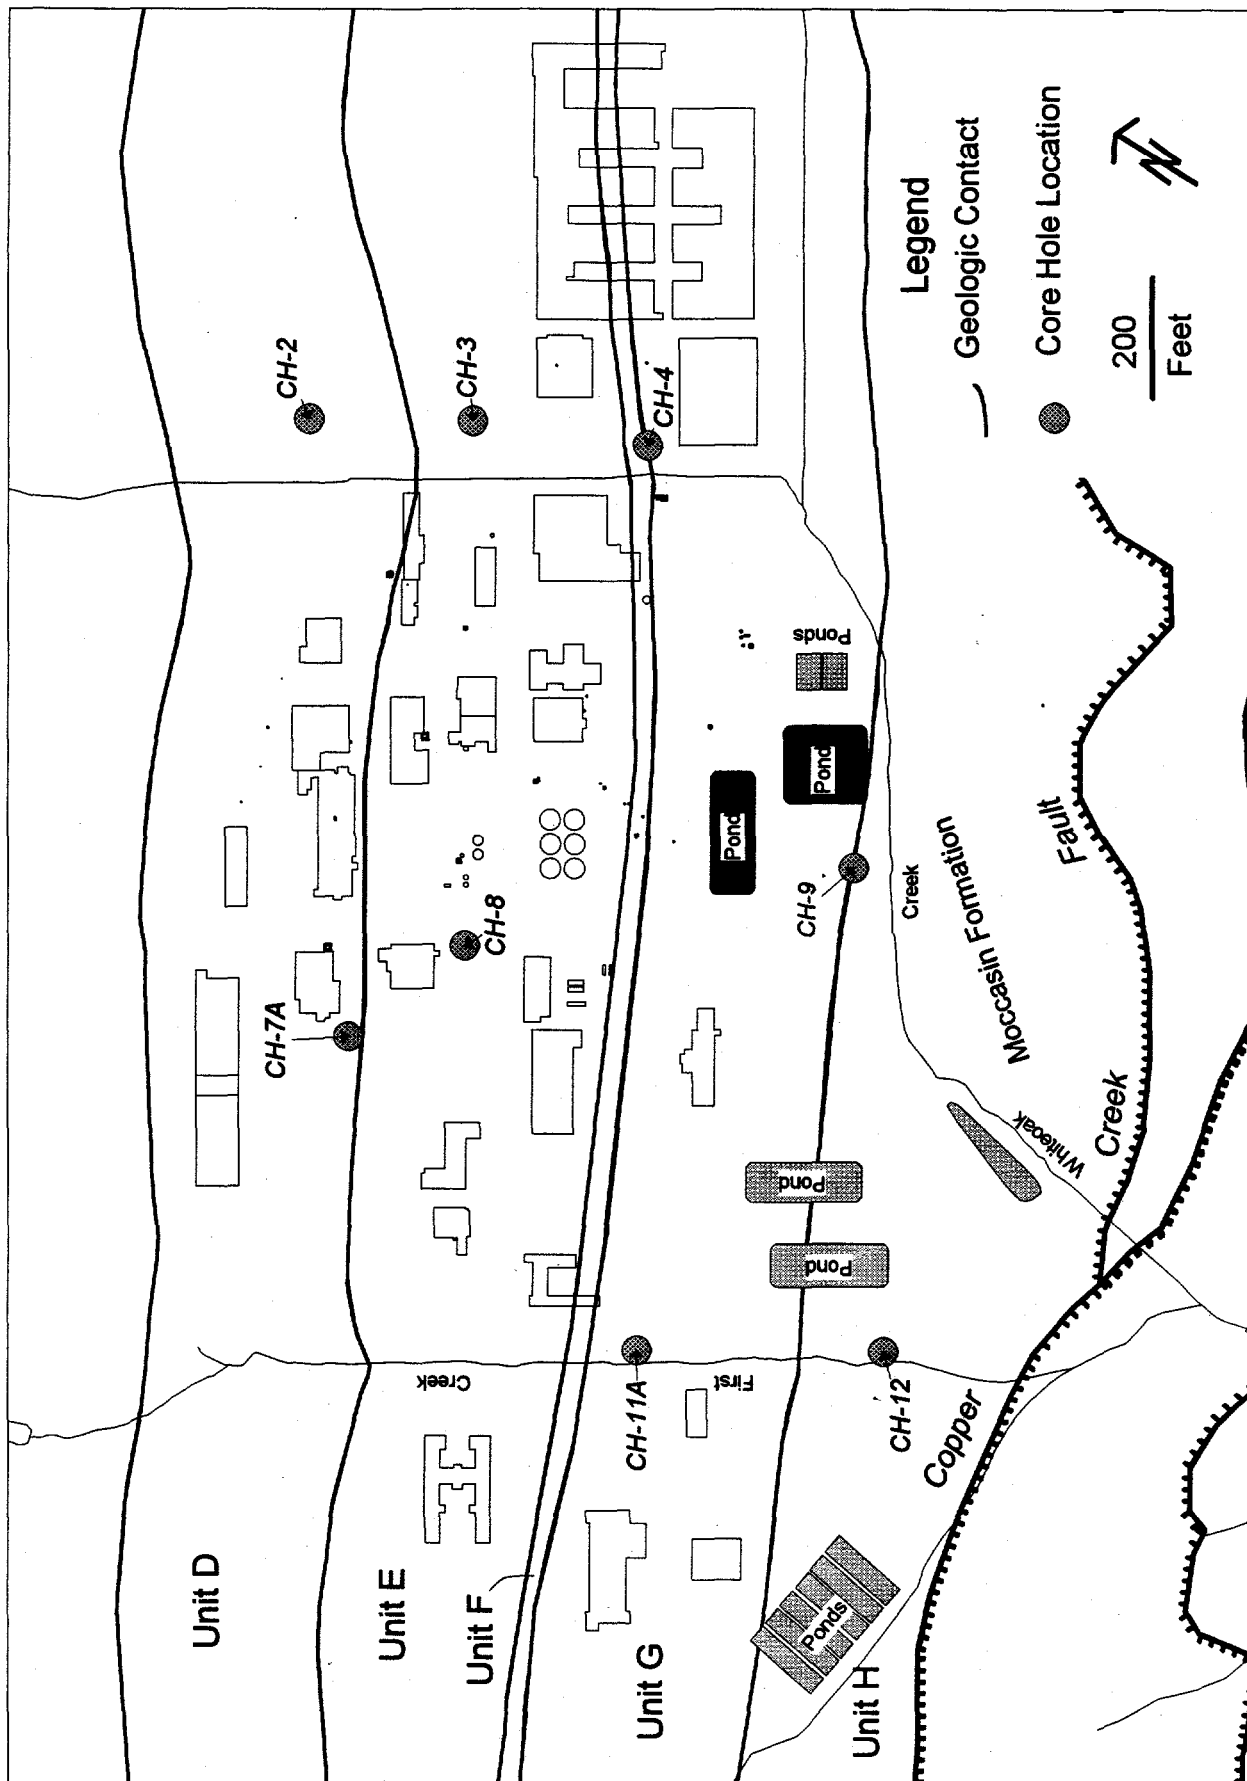 Unit D
Unit E
Unit F
Unit G
Unit H
Ponds
Creek
First
CH-11A
CH-12
Copper
Creek
Fault
Pond
Pond
CH-7A
CH-8
CH-9
Pond
Pond
Ponds
Creek
Whiteoak
Moccasin Formation
CH-2
CH-3
CH-4
Legend
Geologic Contact
Core Hole Location
200
Feet
N